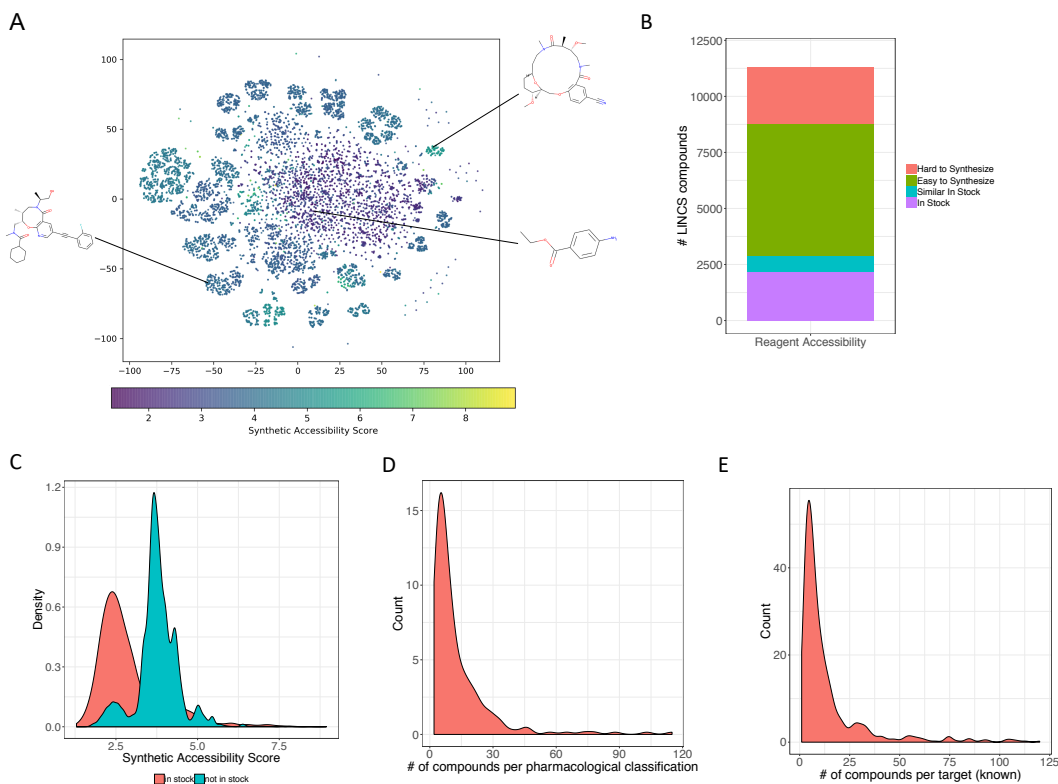 A
100
50
0
−50
−100
−100
−75
−50
−25
0
25
50
75
100
2
3
4
5
6
7
8
Synthetic Accessibility Score
B
12500
10000
7500
5000
2500
0
# LINCS compounds
Reagent Accessibility
Hard to Synthesize
Easy to Synthesize
Similar In Stock
In Stock
C
1.2
0.9
0.6
0.3
0.0
Density
2.5
5.0
7.5
Synthetic Accessibility Score
in stock
not in stock
D
15
10
5
0
Count
0
30
60
90
120
# of compounds per pharmacological classification
E
40
20
0
Count
0
25
50
75
100
125
# of compounds per target (known)